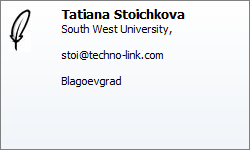 Tatiana Stoichkova
South West University,
stoi@techno-link.com
Blagoevgrad